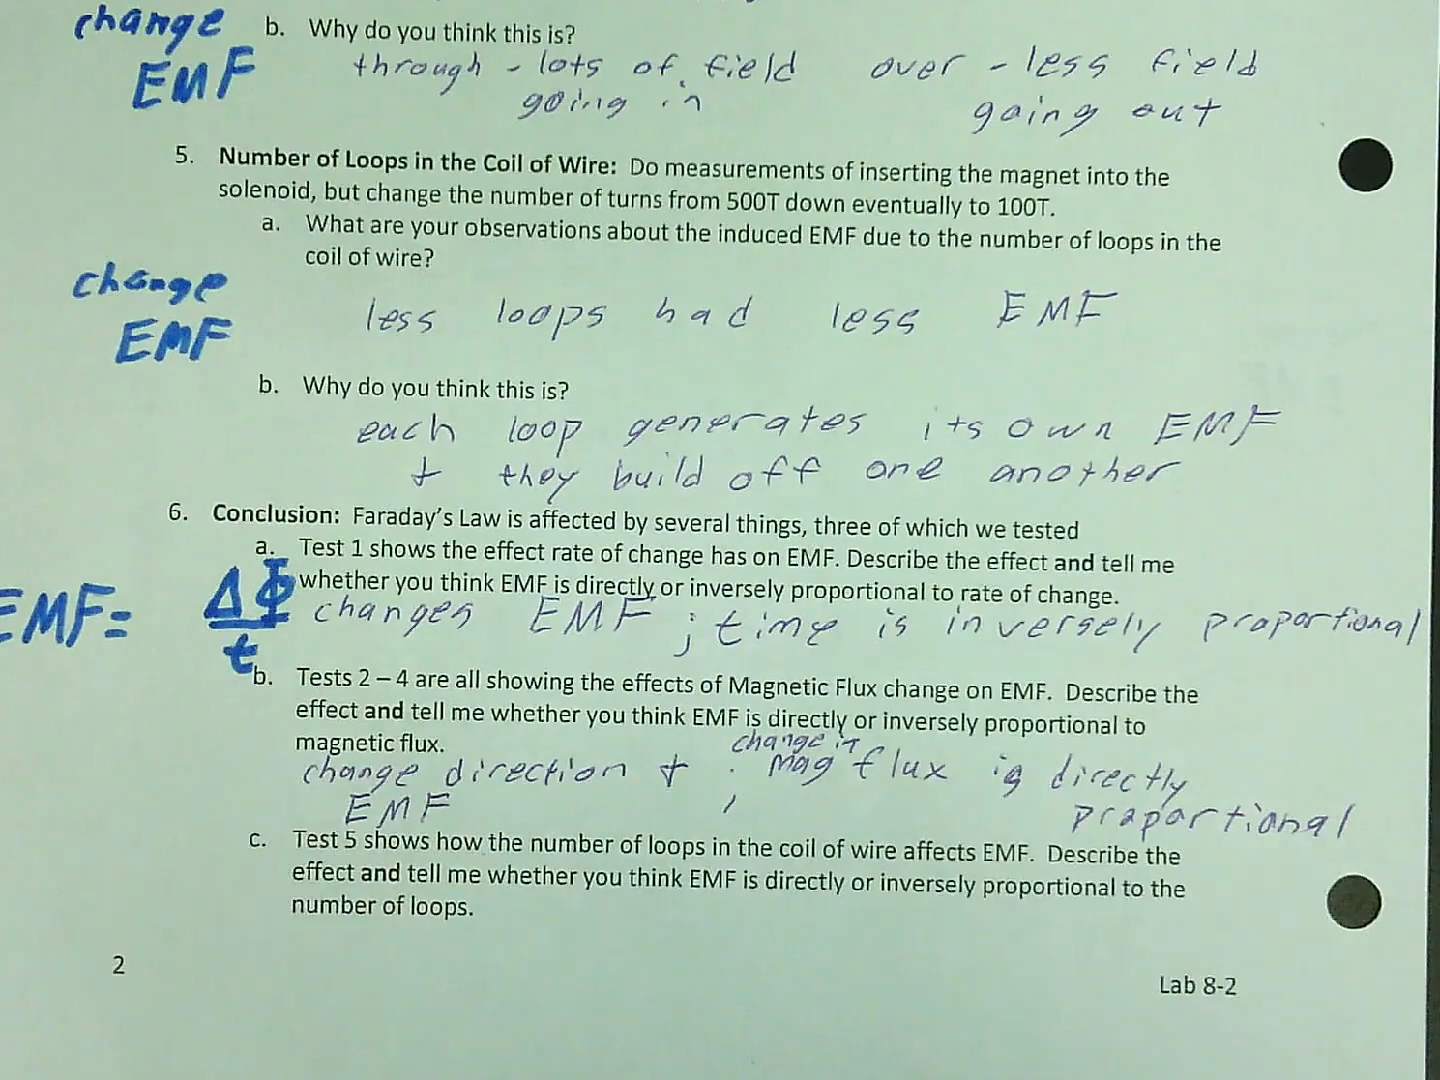 change
b. Why do you think this is?
EMF
through - lots of field going in
over - less field going out
5. Number of Loops in the Coil of Wire: Do measurements of inserting the magnet into the
solenoid, but change the number of turns from 500T down eventually to 100T.
a. What are your observations about the induced EMF due to the number of loops in the
coil of wire?
change
EMF
less loops had less EMF
b. Why do you think this is?
each loop generates its own EMF
+ they build off one another
6. Conclusion: Faraday's Law is affected by several things, three of which we tested
a. Test 1 shows the effect rate of change has on EMF. Describe the effect and tell me
whether you think EMF is directly or inversely proportional to rate of change.
EMF = ΔΦ
t
changes EMF ; time is inversely proportional
b. Tests 2 – 4 are all showing the effects of Magnetic Flux change on EMF. Describe the
effect and tell me whether you think EMF is directly or inversely proportional to
magnetic flux.
change in
change direction + ; mag flux is directly
EMF proportional
c. Test 5 shows how the number of loops in the coil of wire affects EMF. Describe the
effect and tell me whether you think EMF is directly or inversely proportional to the
number of loops.
2
Lab 8-2